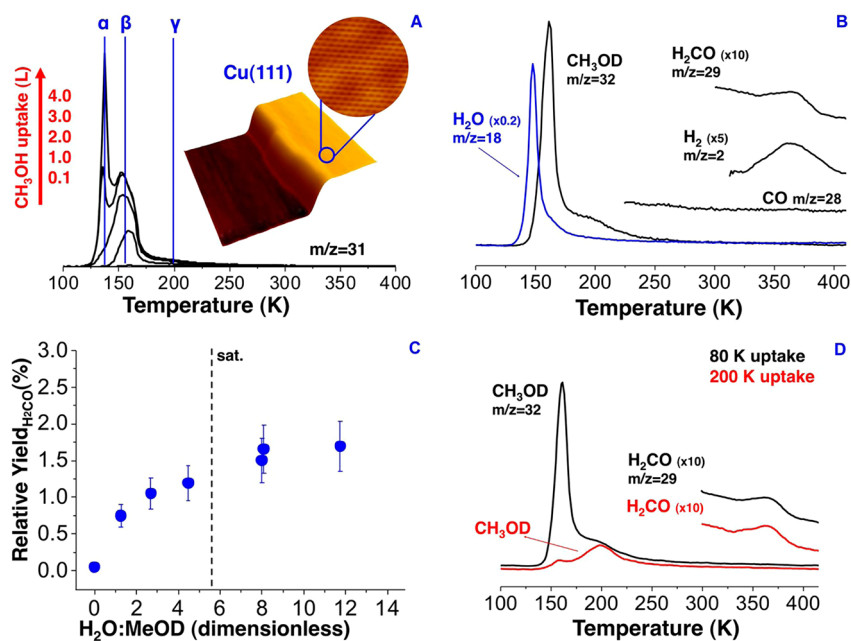 A
α β γ
Cu(111)
CH₃OH uptake (L)
4.0
3.0
2.0
1.0
0.1
m/z=31
100 150 200 250 300 350 400
Temperature (K)
B
CH₃OD
m/z=32
H₂CO (x10)
m/z=29
H₂O (x0.2)
m/z=18
H₂ (x5)
m/z=2
CO m/z=28
100 150 200 250 300 350 400
Temperature (K)
C
Relative Yield_H₂CO(%)
3.0
2.5
2.0
1.5
1.0
0.5
0.0
sat.
0 2 4 6 8 10 12 14
H₂O:MeOD (dimensionless)
D
80 K uptake
200 K uptake
CH₃OD
m/z=32
H₂CO (x10)
m/z=29
H₂CO (x10)
CH₃OD
100 150 200 250 300 350 400
Temperature (K)